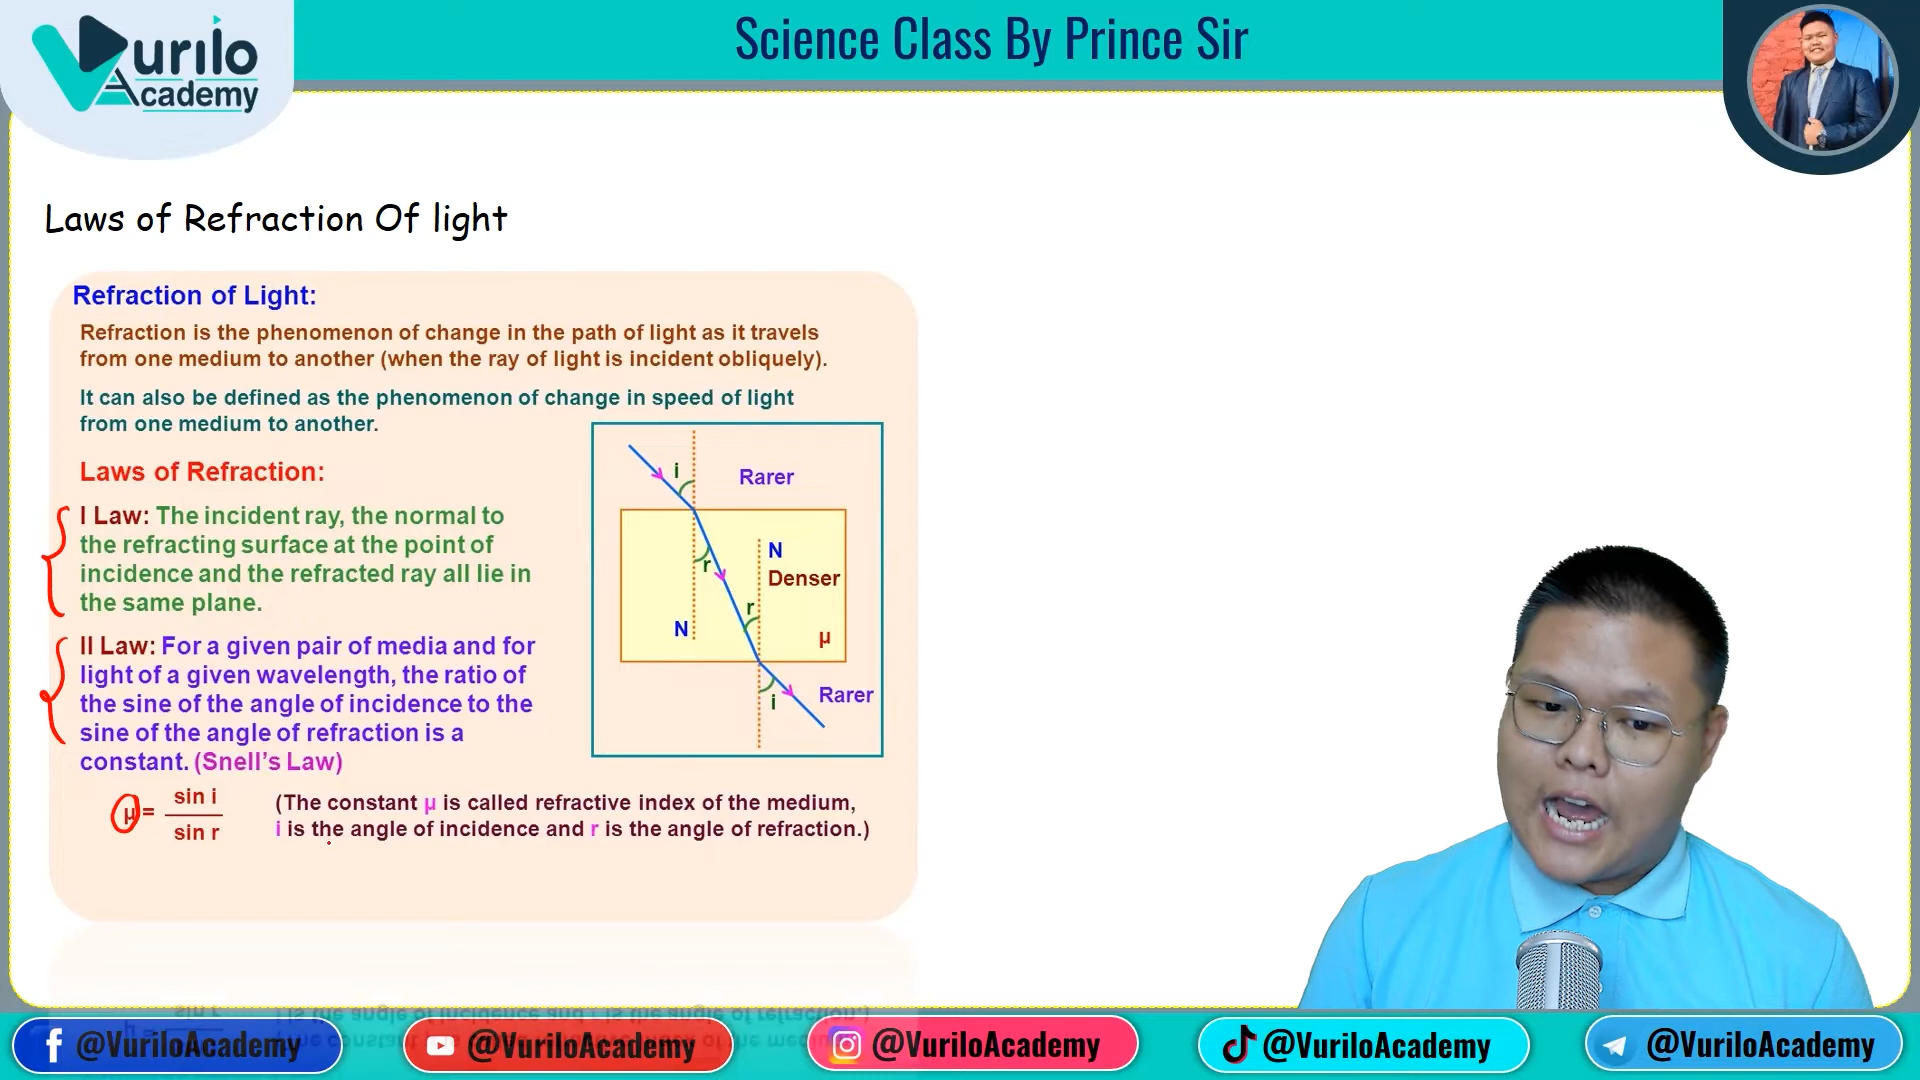 Vurilo
Academy
Science Class By Prince Sir
Laws of Refraction Of light
Refraction of Light:
Refraction is the phenomenon of change in the path of light as it travels
from one medium to another (when the ray of light is incident obliquely).
It can also be defined as the phenomenon of change in speed of light
from one medium to another.
Laws of Refraction:
I Law: The incident ray, the normal to
the refracting surface at the point of
incidence and the refracted ray all lie in
the same plane.
II Law: For a given pair of media and for
light of a given wavelength, the ratio of
the sine of the angle of incidence to the
sine of the angle of refraction is a
constant. (Snell's Law)
μ = sin i
sin r
(The constant μ is called refractive index of the medium,
i is the angle of incidence and r is the angle of refraction.)
i
Rarer
r
N
Denser
r
N
μ
i
Rarer
@VuriloAcademy
@VuriloAcademy
@VuriloAcademy
@VuriloAcademy
@VuriloAcademy